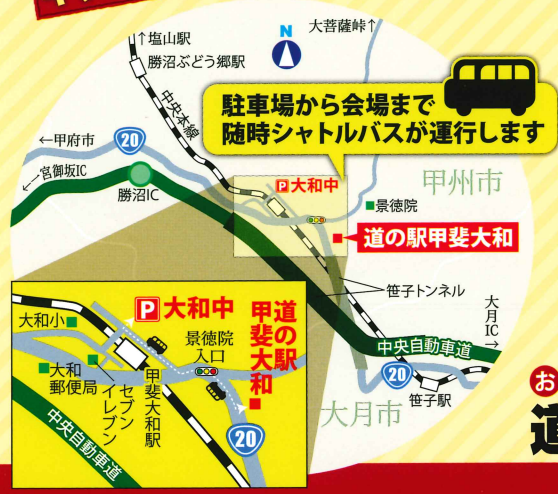 ↑塩山駅
勝沼ぶどう郷駅
N
大菩薩峠↑
中央本線
駐車場から会場まで
随時シャトルバスが運行します
←甲府市
20
←宮御坂IC
勝沼IC
P大和中
甲州市
景徳院
道の駅甲斐大和
笹子トンネル
大月IC→
中央自動車道
20
笹子駅
大月市
P大和中
道の駅
甲斐大和
大和小
景徳院
入口
大和
郵便局
セブン
イレブン
甲斐大和駅
中央自動車道
20
お